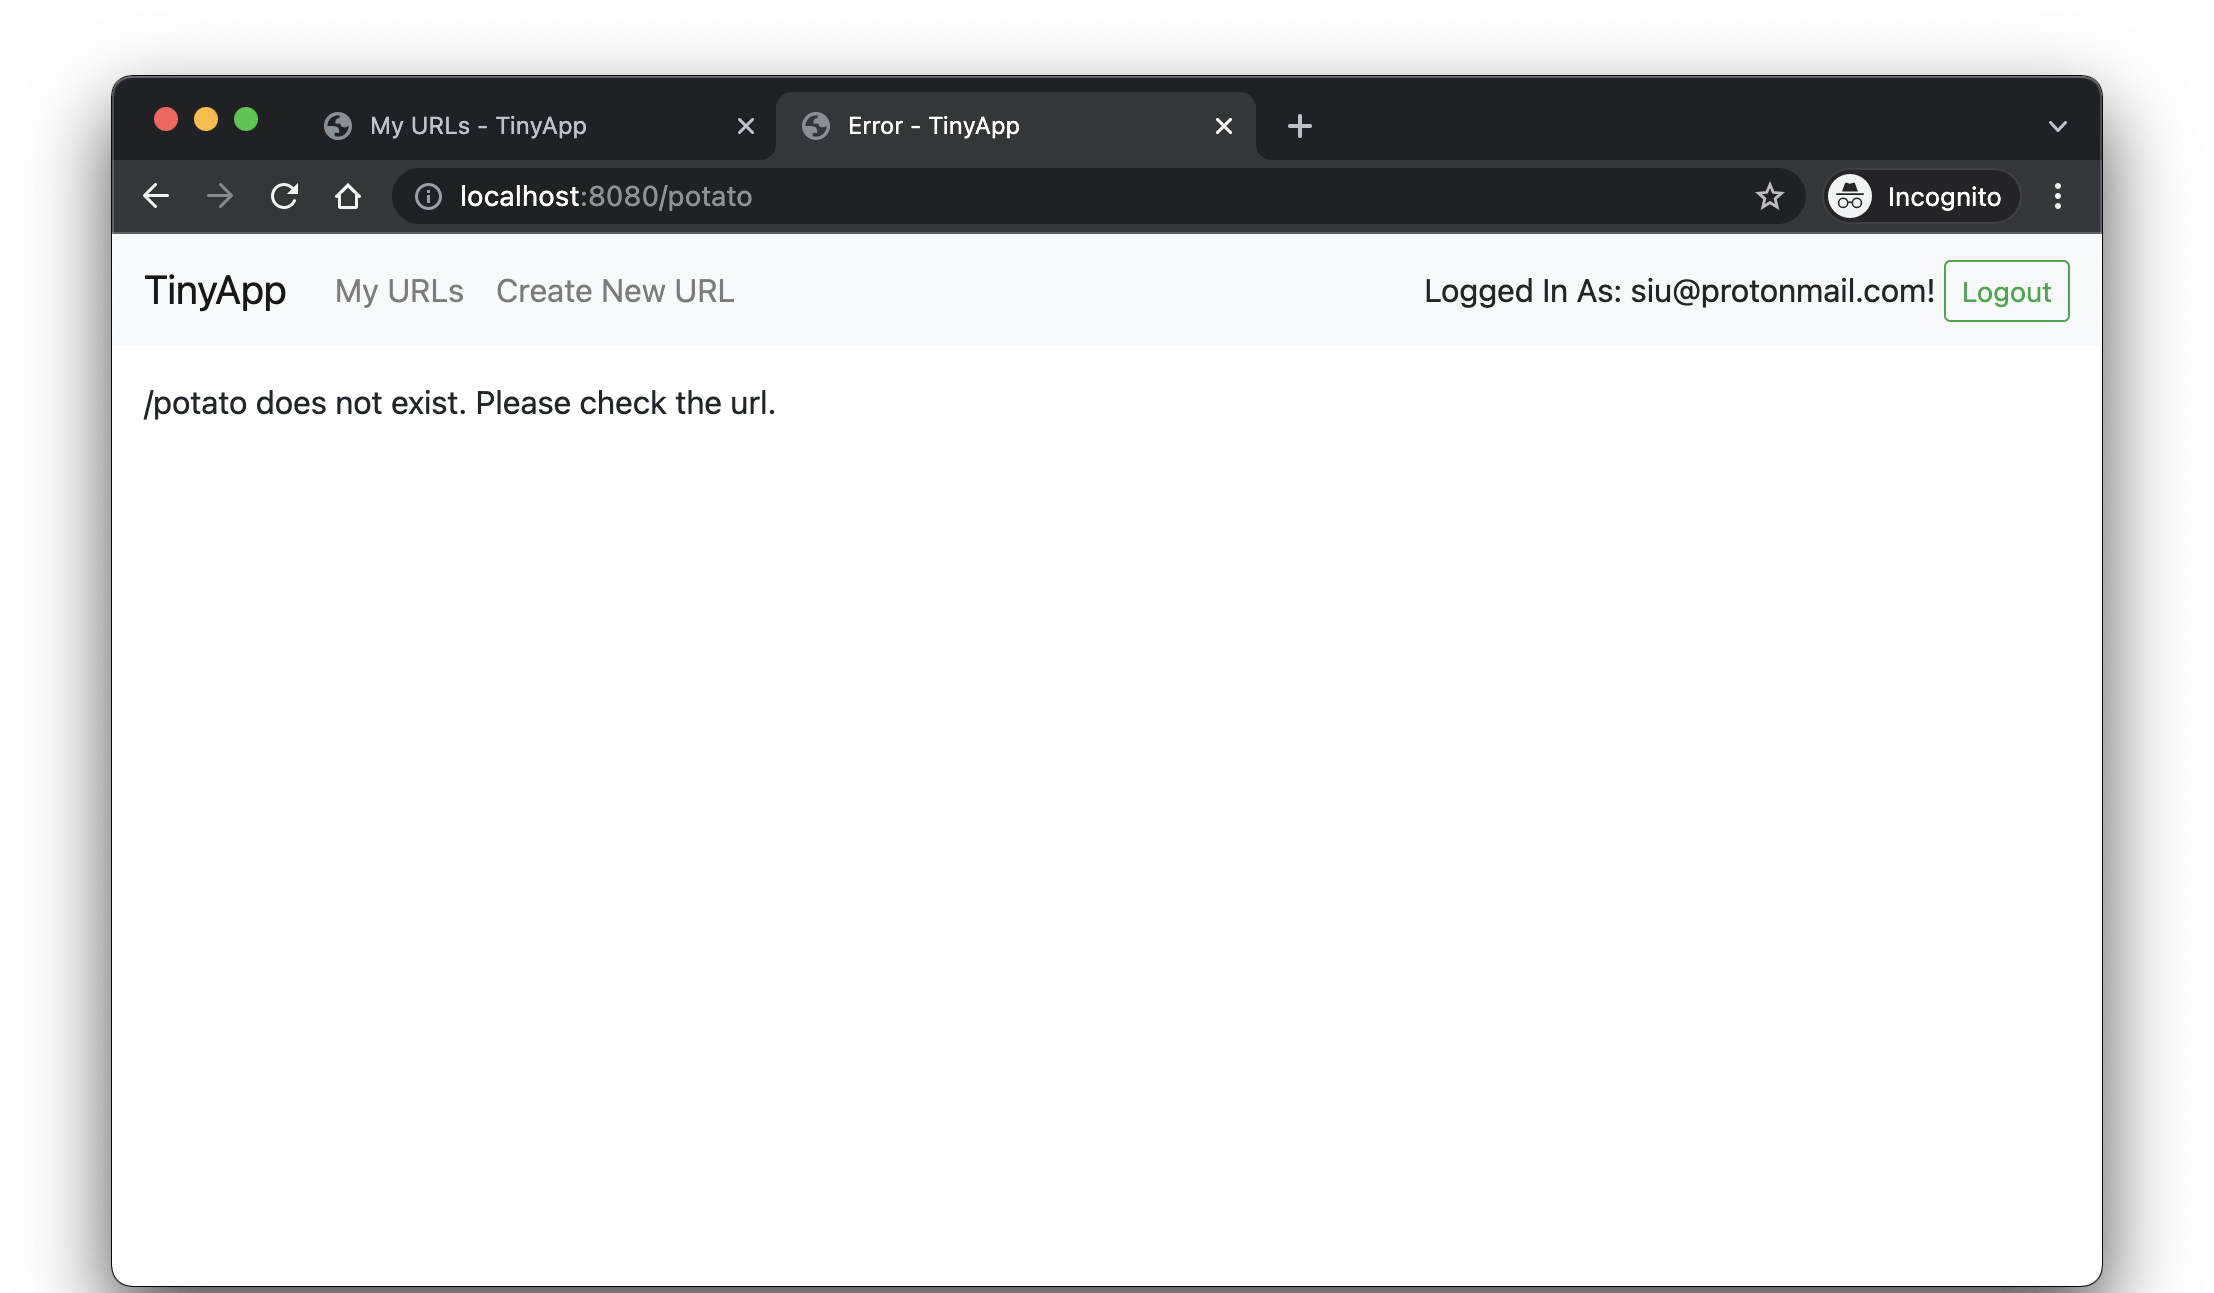 My URLs - TinyApp
Error - TinyApp
localhost:8080/potato
Incognito
TinyApp
My URLs
Create New URL
Logged In As: siu@protonmail.com!
Logout
/potato does not exist. Please check the url.